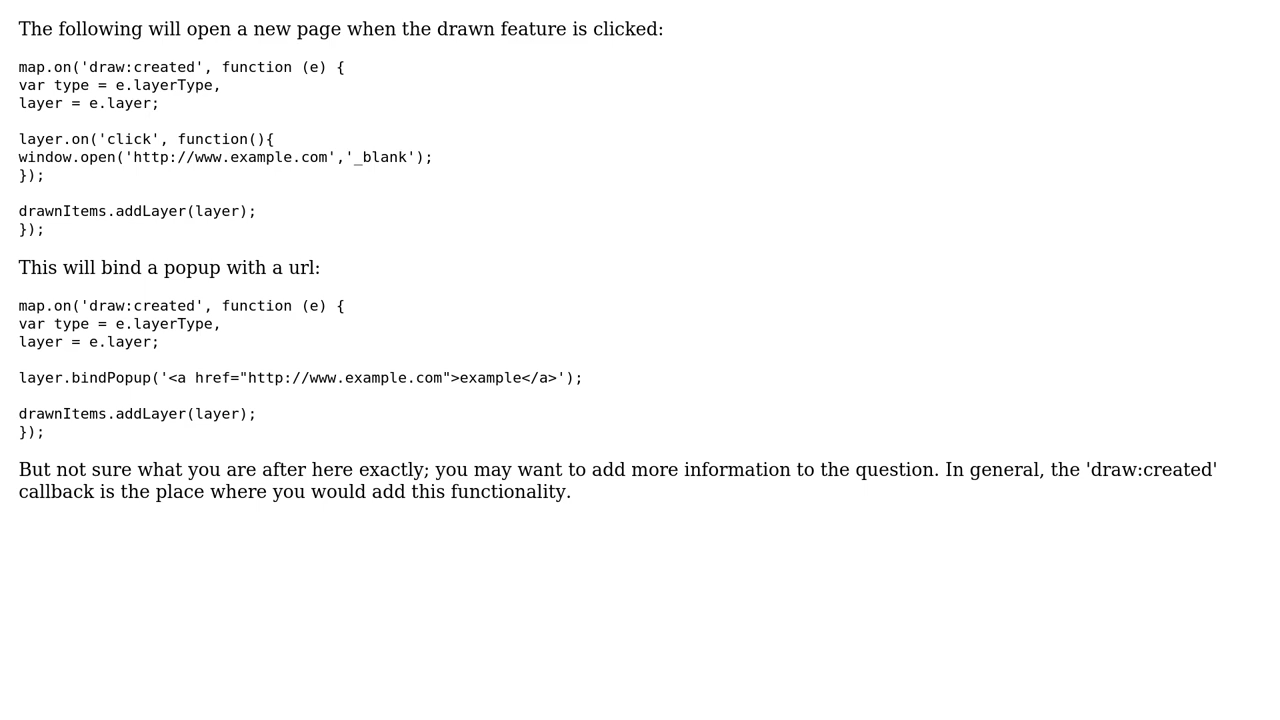 The following will open a new page when the drawn feature is clicked:
map.on('draw:created', function (e) {
var type = e.layerType,
layer = e.layer;
layer.on('click', function(){
window.open('http://www.example.com','_blank');
});
drawnItems.addLayer(layer);
});
This will bind a popup with a url:
map.on('draw:created', function (e) {
var type = e.layerType,
layer = e.layer;
layer.bindPopup('<a href="http://www.example.com">example</a>');
drawnItems.addLayer(layer);
});
But not sure what you are after here exactly; you may want to add more information to the question. In general, the 'draw:created'
callback is the place where you would add this functionality.